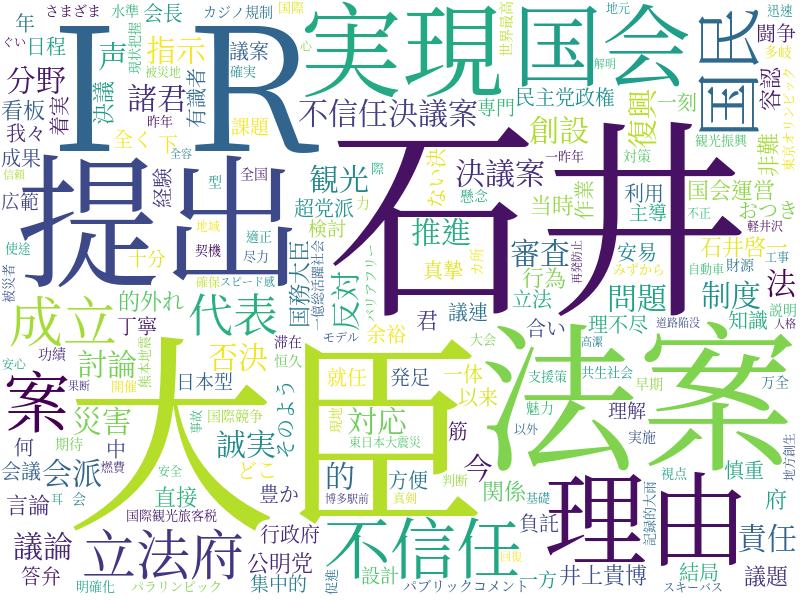 IR
実現
国会
国民
石井
提出
大臣
法案
理由
不信任
立法府
案
成立
代表
さまざま
会長
水準
カジノ規制
国際
世界最高
地元
迅速
多岐
年
ぐい
日程
現状把握
声
指示
議案
心
解明
闘争
容認
被災地
確実
分野
着実
決議
諸君
有識者
不信任決議案
専門
民主党政権
一刻
復興
非難
観光振興
東京オリンピック
看板
昨年
課題
創設
我々
全く
下
成果
全容
一昨年
対策
信頼
経験
型
全国
観光
ない決
決議案
懸念
作業
国会運営
広範
超党派
力
当時
利用
主導
おつき
際
不正
軽井沢
地域
検討
推進
使途
契機
適正
審査
安易
石井啓一
十分
尽力
真摯
カ所
再発防止
みずから
法
被災者
確保
スピード感
国務大臣
一億総活躍社会
バリアフリー
反対
行為
自動車
財源
工事
的外れ
君
議連
立法
問題
制度
説明
丁寧
余裕
合い
理不尽
知識
人格
安心
功績
熊本地震
討論
否決
滞在
モデル
大会
高潔
道路陥没
果断
開催
恒久
就任
発足
一体
支援策
共生社会
早期
万全
日本型
災害
そのよう
以来
魅力
理解
地方創生
何
期待
中
事故
国際競争
誠実
現地
対応
筋
東日本大震災
以外
実施
会議
燃費
会派
どこ
的
方便
今
判断
視点
慎重
耳
会
安全
直接
豊か
博多駅前
真剣
関係
基礎
記録的大雨
府
言論
国際観光旅客税
行政府
負託
責任
議論
公明党
回復
井上貴博
答弁
集中的
促進
設計
一方
結局
議題
明確化
パラリンピック
パブリックコメント
スキーバス